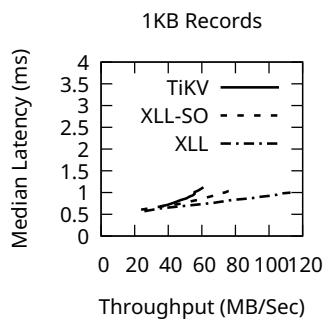 1KB Records
Median Latency (ms)
4
3.5
3
2.5
2
1.5
1
0.5
0
TiKV
XLL-SO
XLL
0 20 40 60 80 100 120
Throughput (MB/Sec)